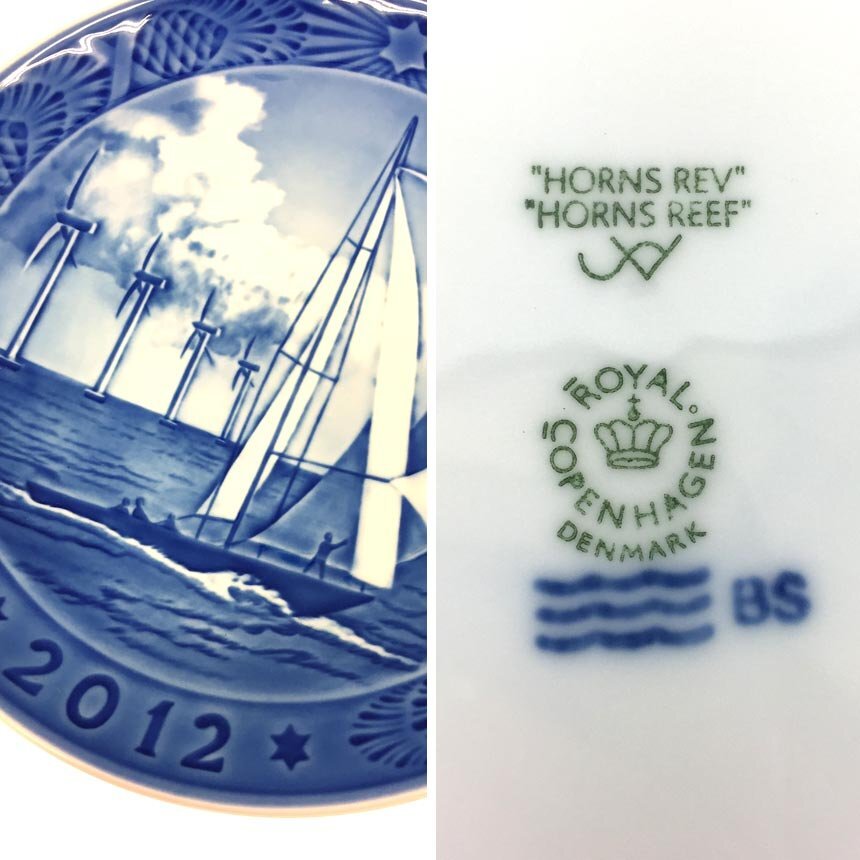 2012
"HORNS REV"
"HORNS REEF"
ROYAL
COPENHAGEN
DENMARK
BS